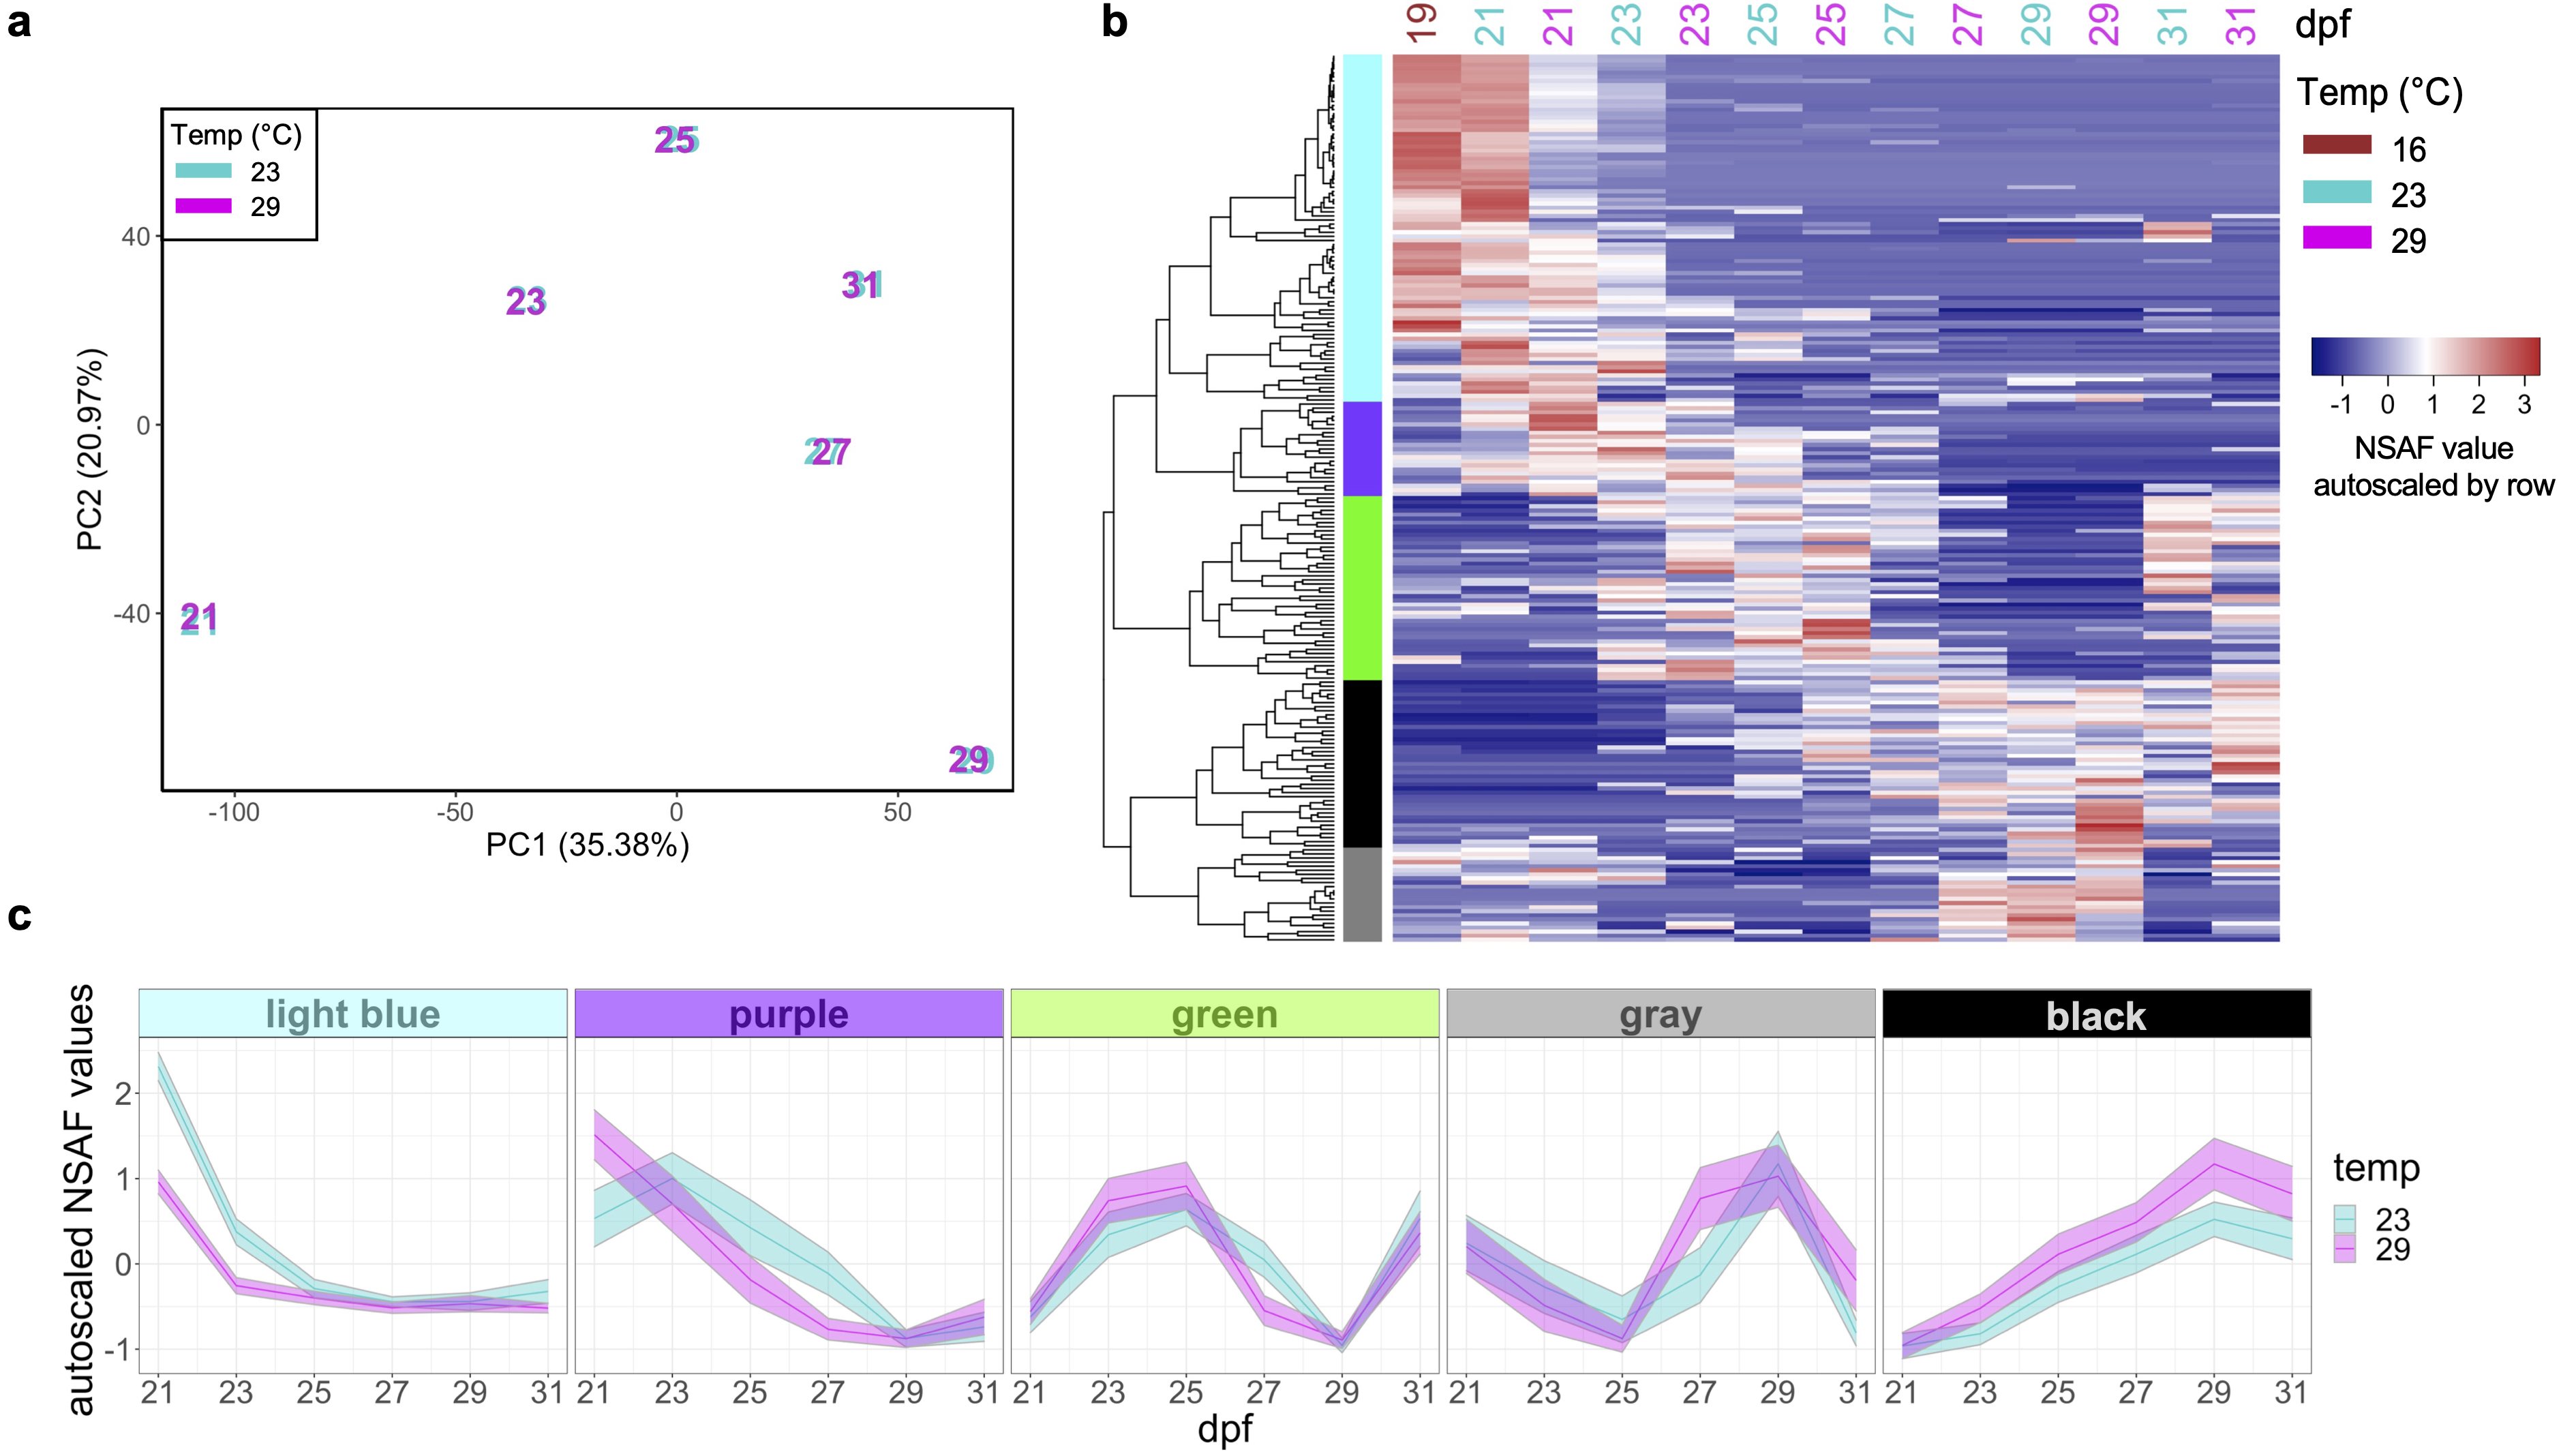 a
Temp (°C)
23
29
25
31
23
27
21
29
40
0
-40
-100
-50
0
50
PC2 (20.97%)
PC1 (35.38%)
b
19 21 21 23 23 25 25 27 27 29 29 31 31
dpf
Temp (°C)
16
23
29
-1 0 1 2 3
NSAF value
autoscaled by row
c
light blue purple green gray black
autoscaled NSAF values
2
1
0
-1
21 23 25 27 29 31 21 23 25 27 29 31 21 23 25 27 29 31 21 23 25 27 29 31 21 23 25 27 29 31
dpf
temp
23
29